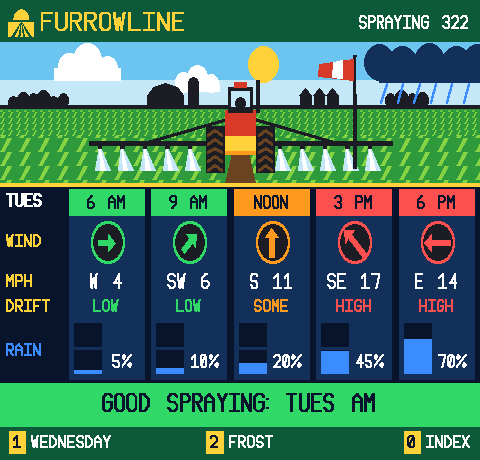 FURROWLINE SPRAYING 322
TUES 6 AM 9 AM NOON 3 PM 6 PM
WIND
MPH W 4 SW 6 S 11 SE 17 E 14
DRIFT LOW LOW SOME HIGH HIGH
RAIN 5% 10% 20% 45% 70%
GOOD SPRAYING: TUES AM
1 WEDNESDAY 2 FROST 0 INDEX